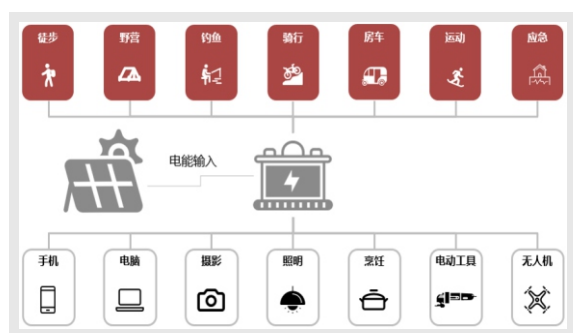 徒步 野营 钓鱼 骑行 房车 运动 应急
电能输入
手机 电脑 摄影 照明 烹饪 电动工具 无人机